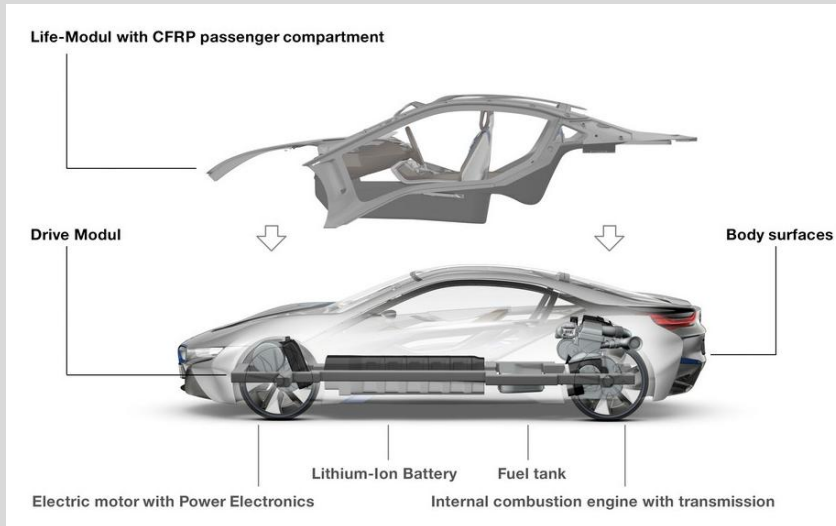 Life-Modul with CFRP passenger compartment
Drive Modul
Body surfaces
Lithium-Ion Battery
Fuel tank
Electric motor with Power Electronics
Internal combustion engine with transmission